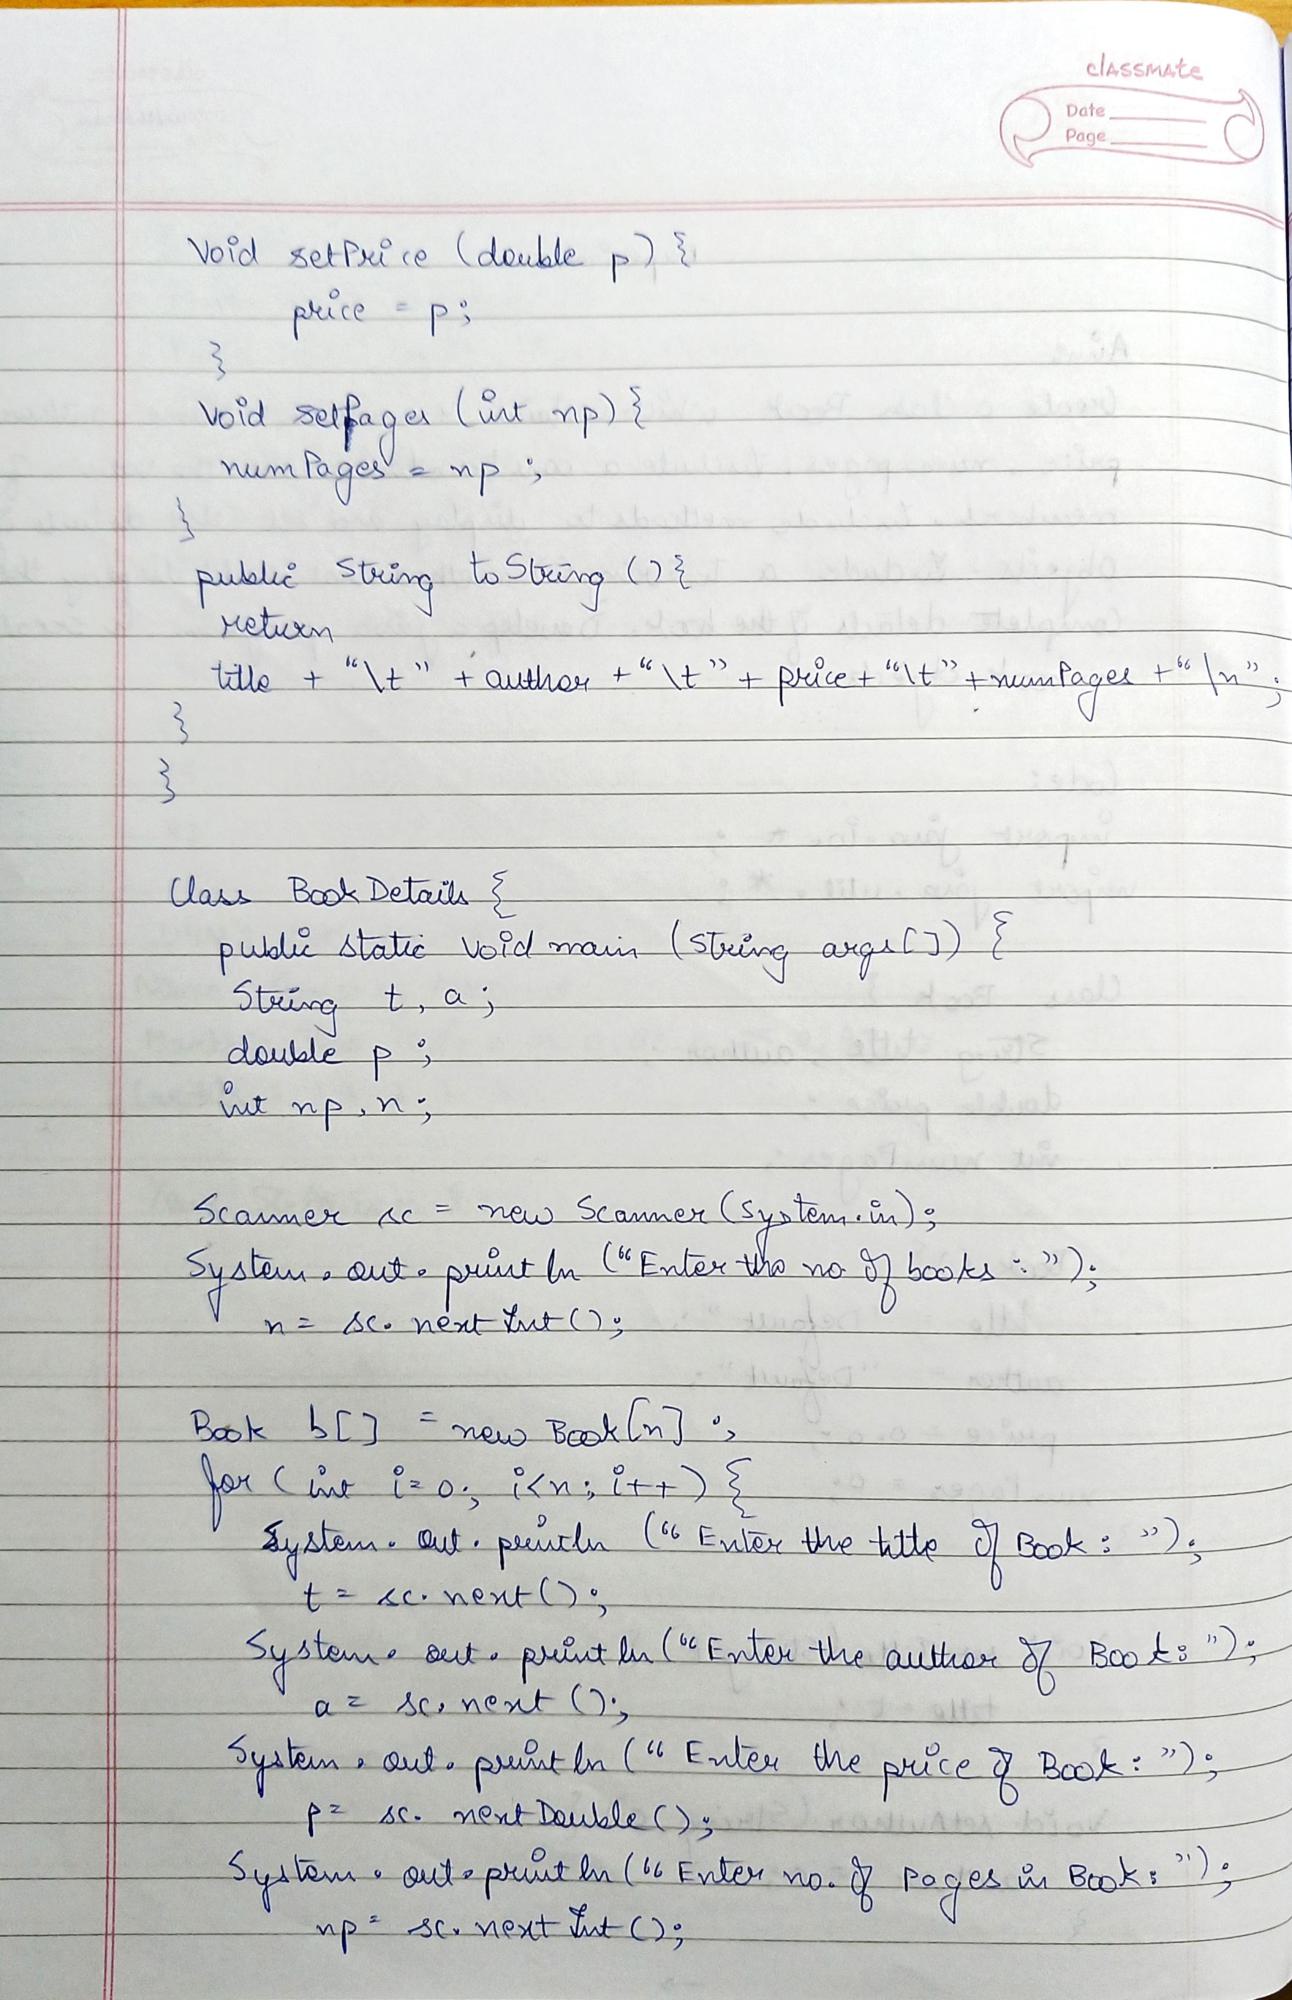 classmate
Date
Page
Void setPrice (double p) {
price = p;
}
Void setPages (int np) {
numPages = np ;
}
public String toString () {
return
title + "\t" + author + "\t" + price + "\t" + numPages + "\n" ;
}
}
Class BookDetails {
public static void main (String args[]) {
String t, a ;
double p ;
int np, n ;
Scanner sc = new Scanner (System.in);
System.out.println ("Enter the no of books : ");
n = sc.nextInt();
Book b[] = new Book[n] ;
for ( int i=0; i<n; i++ ) {
System.out.println (" Enter the title of Book : ");
t = sc.next();
System.out.println ("Enter the author of Book: ");
a = sc.next ();
System.out.println (" Enter the price of Book : ");
p = sc. nextDouble();
System.out.println (" Enter no. of Pages in Book: ");
np = sc.nextInt ();